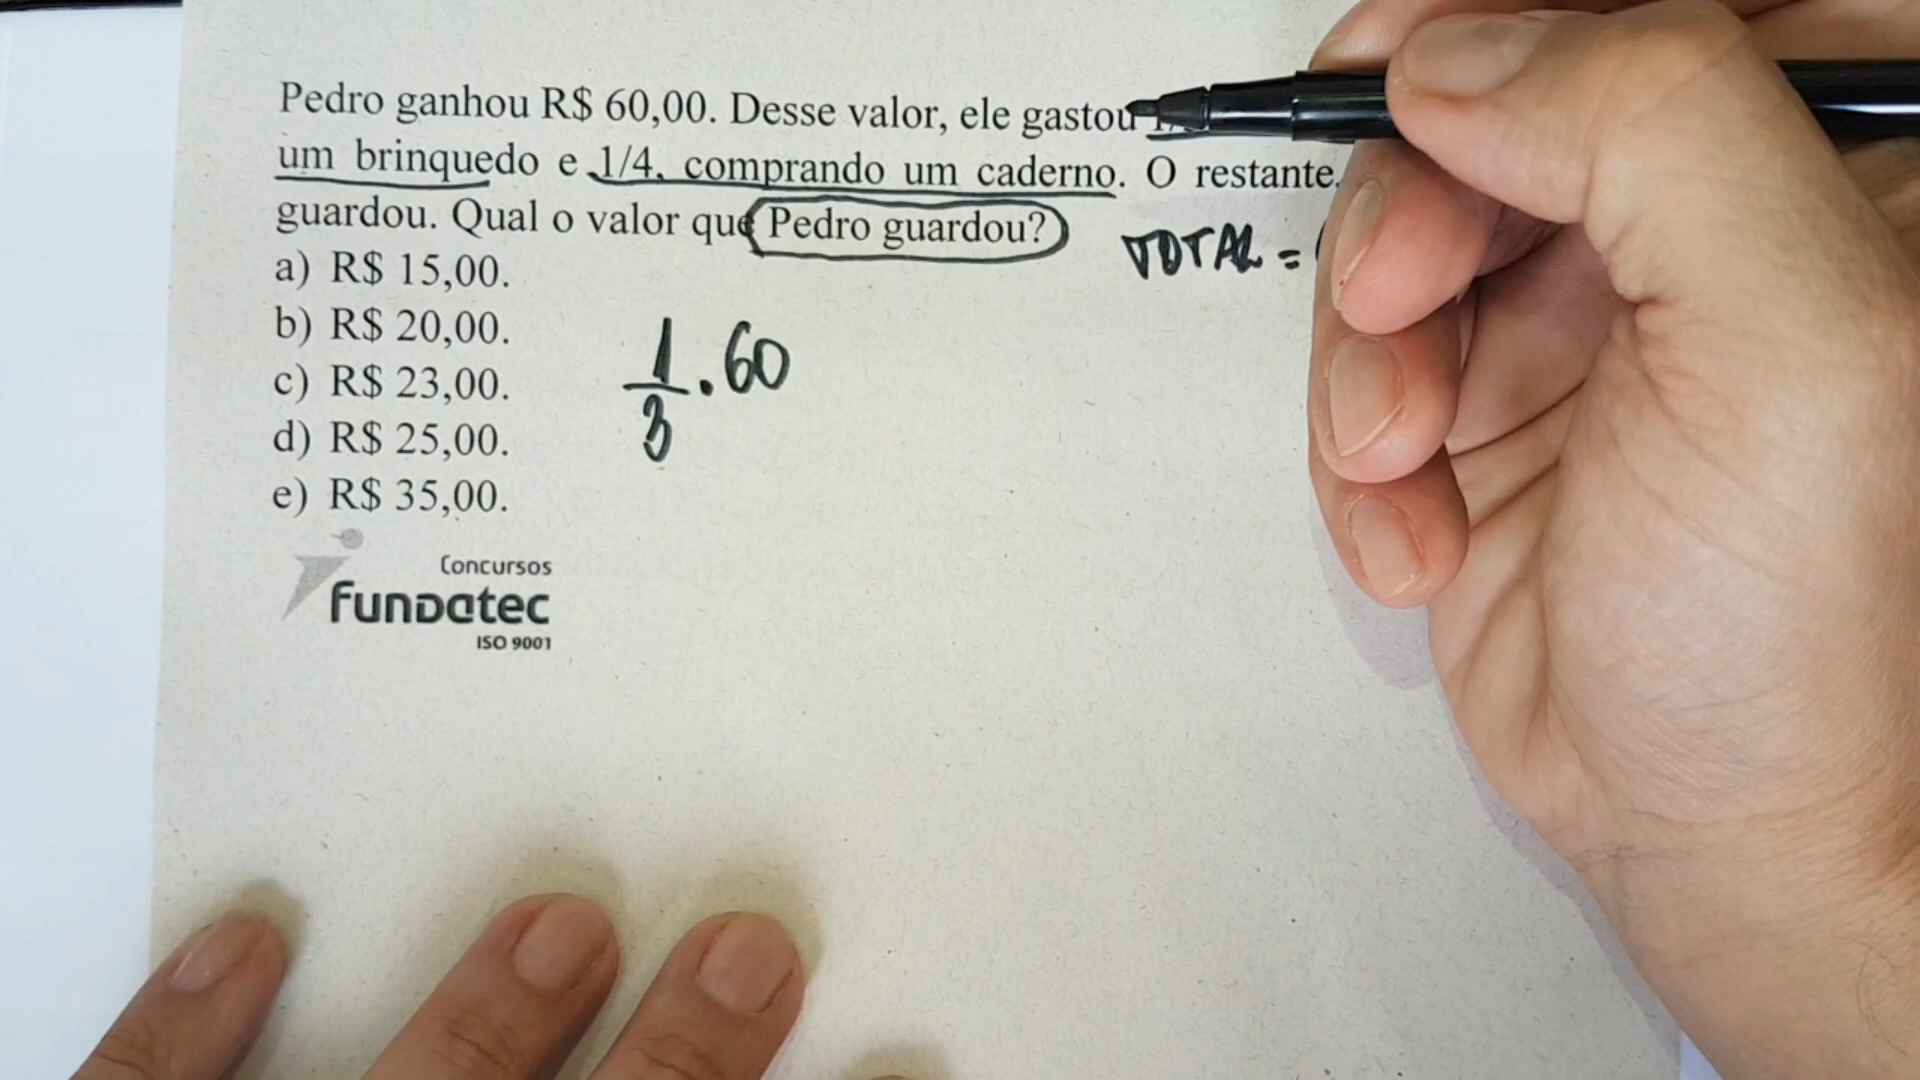 Pedro ganhou R$ 60,00. Desse valor, ele gastou
um brinquedo e 1/4, comprando um caderno. O restante,
guardou. Qual o valor que Pedro guardou?
TOTAL =
a) R$ 15,00.
b) R$ 20,00.
c) R$ 23,00.
d) R$ 25,00.
e) R$ 35,00.
1/3 . 60
Concursos
Fundatec
ISO 9001